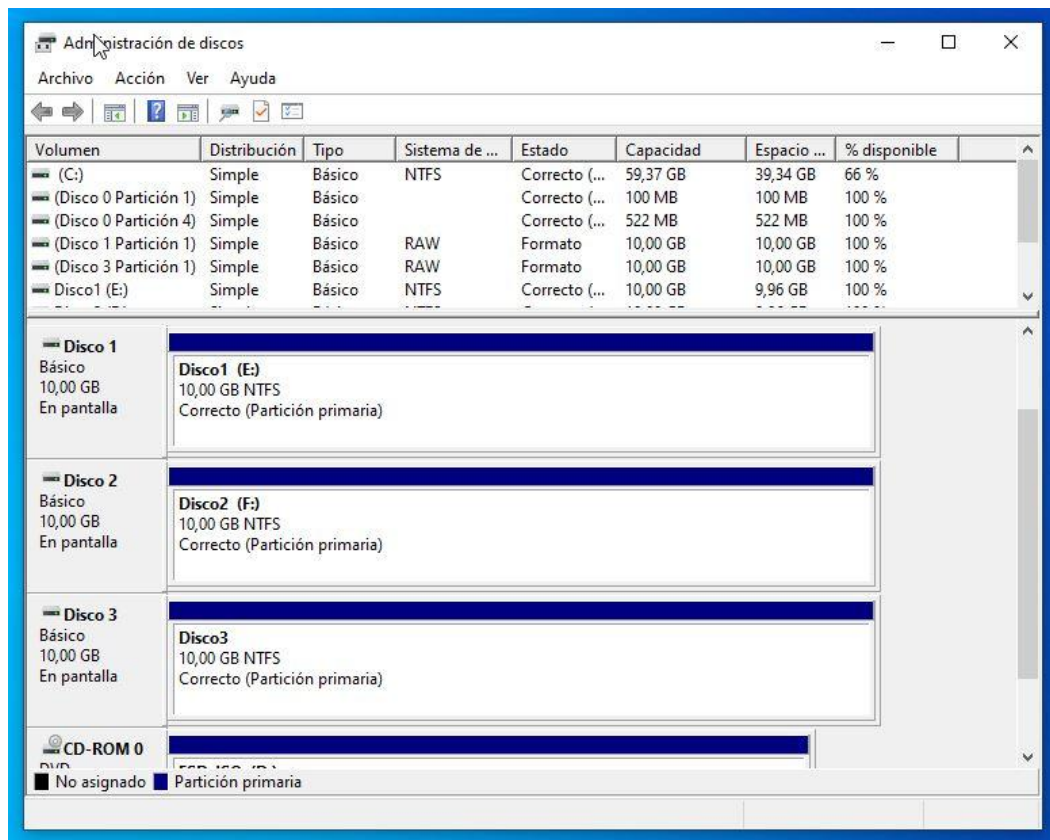 Administración de discos
Archivo Acción Ver Ayuda
Volumen Distribución Tipo Sistema de ... Estado Capacidad Espacio ... % disponible
(C:) Simple Básico NTFS Correcto (... 59,37 GB 39,34 GB 66 %
(Disco 0 Partición 1) Simple Básico Correcto (... 100 MB 100 MB 100 %
(Disco 0 Partición 4) Simple Básico Correcto (... 522 MB 522 MB 100 %
(Disco 1 Partición 1) Simple Básico RAW Formato 10,00 GB 10,00 GB 100 %
(Disco 3 Partición 1) Simple Básico RAW Formato 10,00 GB 10,00 GB 100 %
Disco1 (E:) Simple Básico NTFS Correcto (... 10,00 GB 9,96 GB 100 %
Disco 1
Básico
10,00 GB
En pantalla
Disco1 (E:)
10,00 GB NTFS
Correcto (Partición primaria)
Disco 2
Básico
10,00 GB
En pantalla
Disco2 (F:)
10,00 GB NTFS
Correcto (Partición primaria)
Disco 3
Básico
10,00 GB
En pantalla
Disco3
10,00 GB NTFS
Correcto (Partición primaria)
CD-ROM 0
No asignado Partición primaria